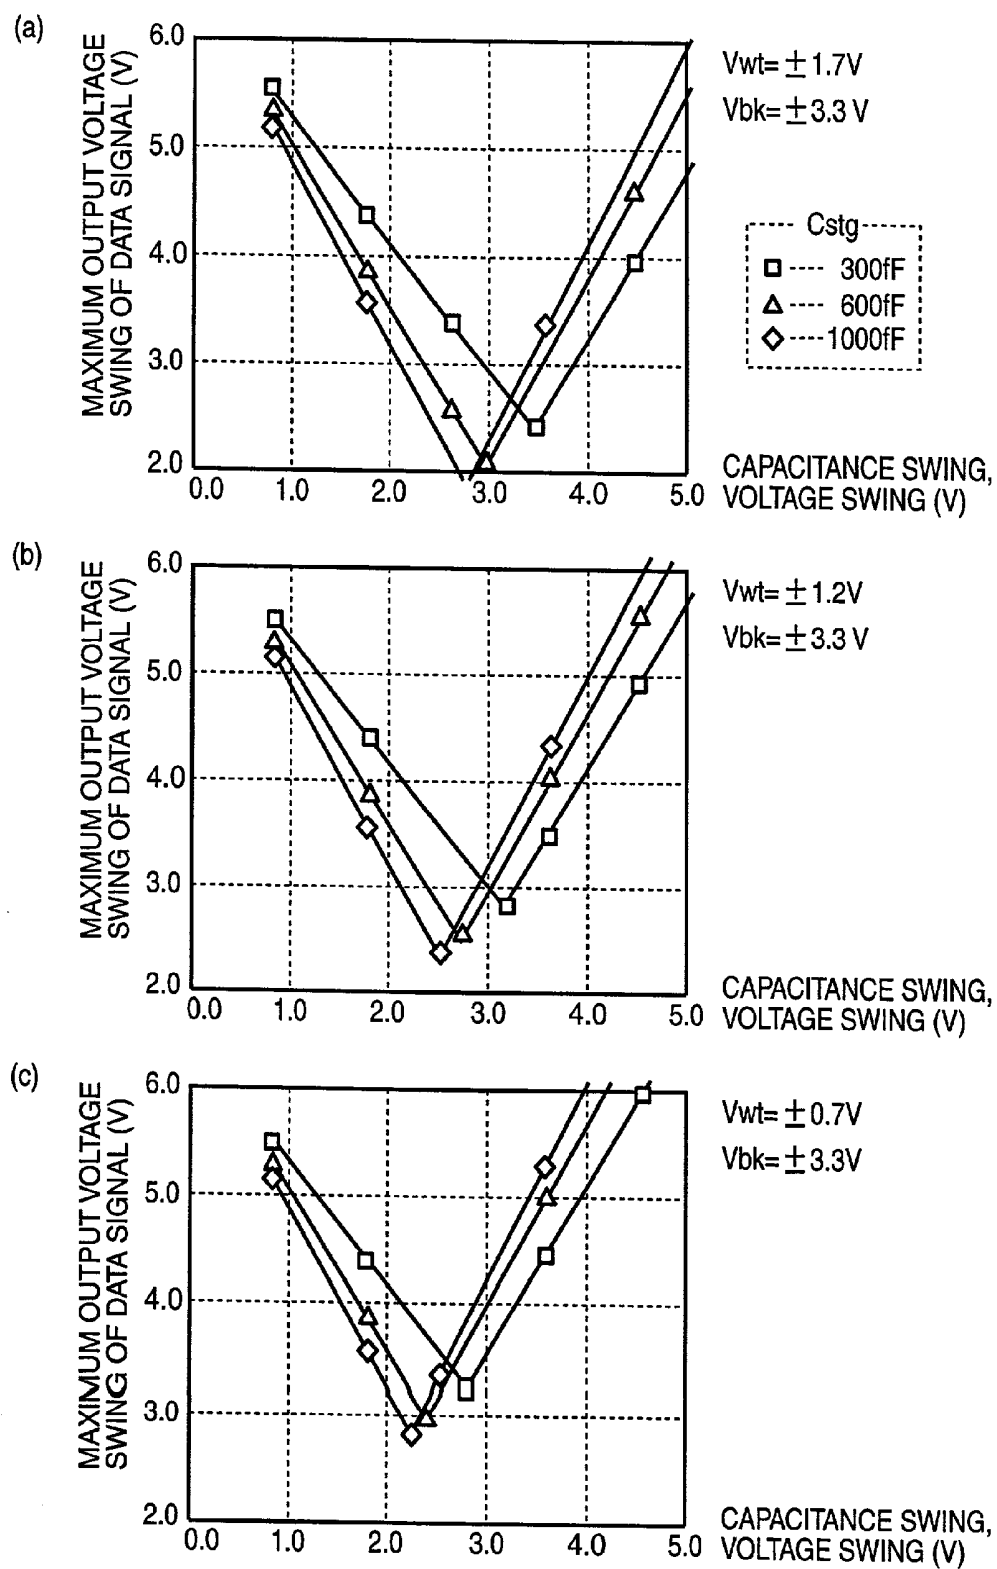 (a)
MAXIMUM OUTPUT VOLTAGE
SWING OF DATA SIGNAL (V)
6.0
5.0
4.0
3.0
2.0
0.0 1.0 2.0 3.0 4.0 5.0
Vwt= ±1.7V
Vbk= ±3.3 V
Cstg
300fF
600fF
1000fF
CAPACITANCE SWING,
VOLTAGE SWING (V)
(b)
MAXIMUM OUTPUT VOLTAGE
SWING OF DATA SIGNAL (V)
6.0
5.0
4.0
3.0
2.0
0.0 1.0 2.0 3.0 4.0 5.0
Vwt= ±1.2V
Vbk= ±3.3 V
CAPACITANCE SWING,
VOLTAGE SWING (V)
(c)
MAXIMUM OUTPUT VOLTAGE
SWING OF DATA SIGNAL (V)
6.0
5.0
4.0
3.0
2.0
0.0 1.0 2.0 3.0 4.0 5.0
Vwt= ±0.7V
Vbk= ±3.3V
CAPACITANCE SWING,
VOLTAGE SWING (V)